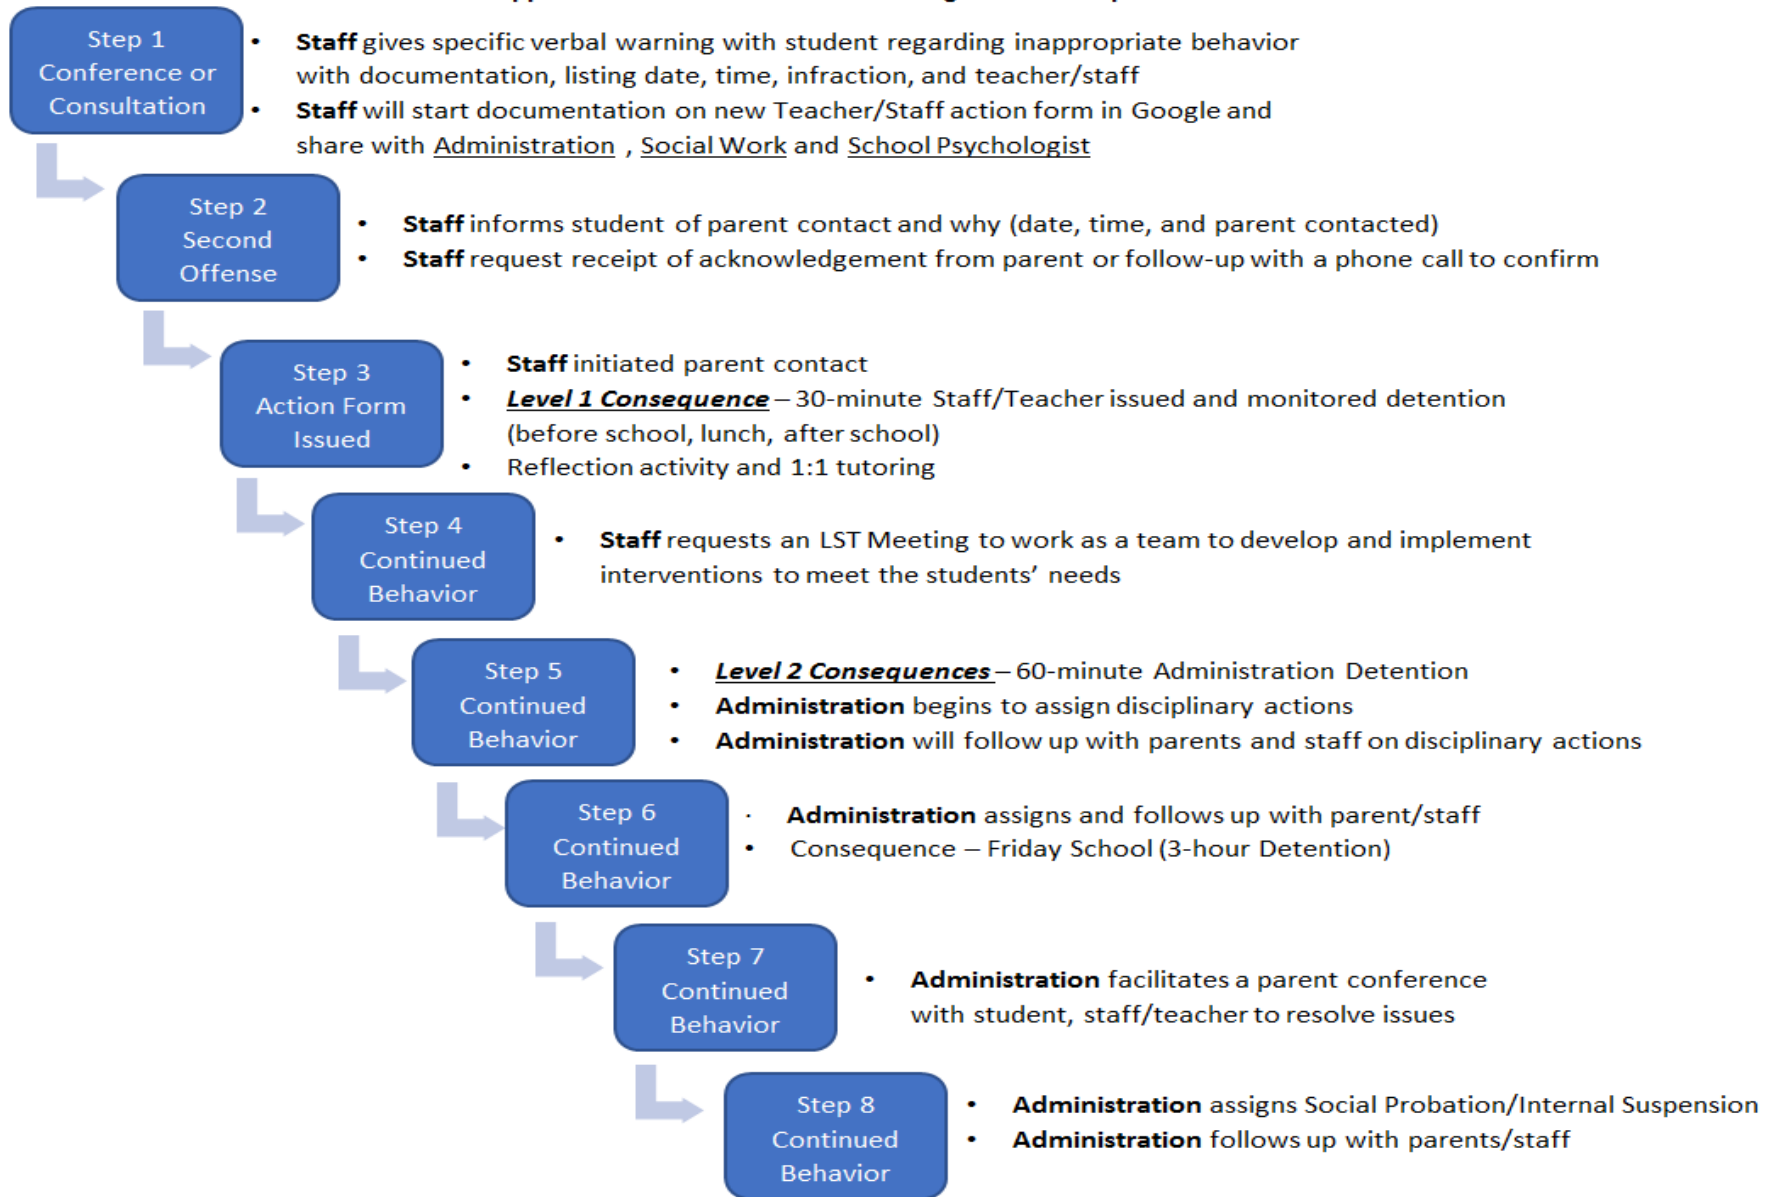 Step 1
Conference or
Consultation
• Staff gives specific verbal warning with student regarding inappropriate behavior
with documentation, listing date, time, infraction, and teacher/staff
• Staff will start documentation on new Teacher/Staff action form in Google and
share with Administration , Social Work and School Psychologist
Step 2
Second
Offense
• Staff informs student of parent contact and why (date, time, and parent contacted)
• Staff request receipt of acknowledgement from parent or follow-up with a phone call to confirm
Step 3
Action Form
Issued
• Staff initiated parent contact
• Level 1 Consequence – 30-minute Staff/Teacher issued and monitored detention
(before school, lunch, after school)
• Reflection activity and 1:1 tutoring
Step 4
Continued
Behavior
• Staff requests an LST Meeting to work as a team to develop and implement
interventions to meet the students’ needs
Step 5
Continued
Behavior
• Level 2 Consequences – 60-minute Administration Detention
• Administration begins to assign disciplinary actions
• Administration will follow up with parents and staff on disciplinary actions
Step 6
Continued
Behavior
· Administration assigns and follows up with parent/staff
• Consequence – Friday School (3-hour Detention)
Step 7
Continued
Behavior
• Administration facilitates a parent conference
with student, staff/teacher to resolve issues
Step 8
Continued
Behavior
• Administration assigns Social Probation/Internal Suspension
• Administration follows up with parents/staff